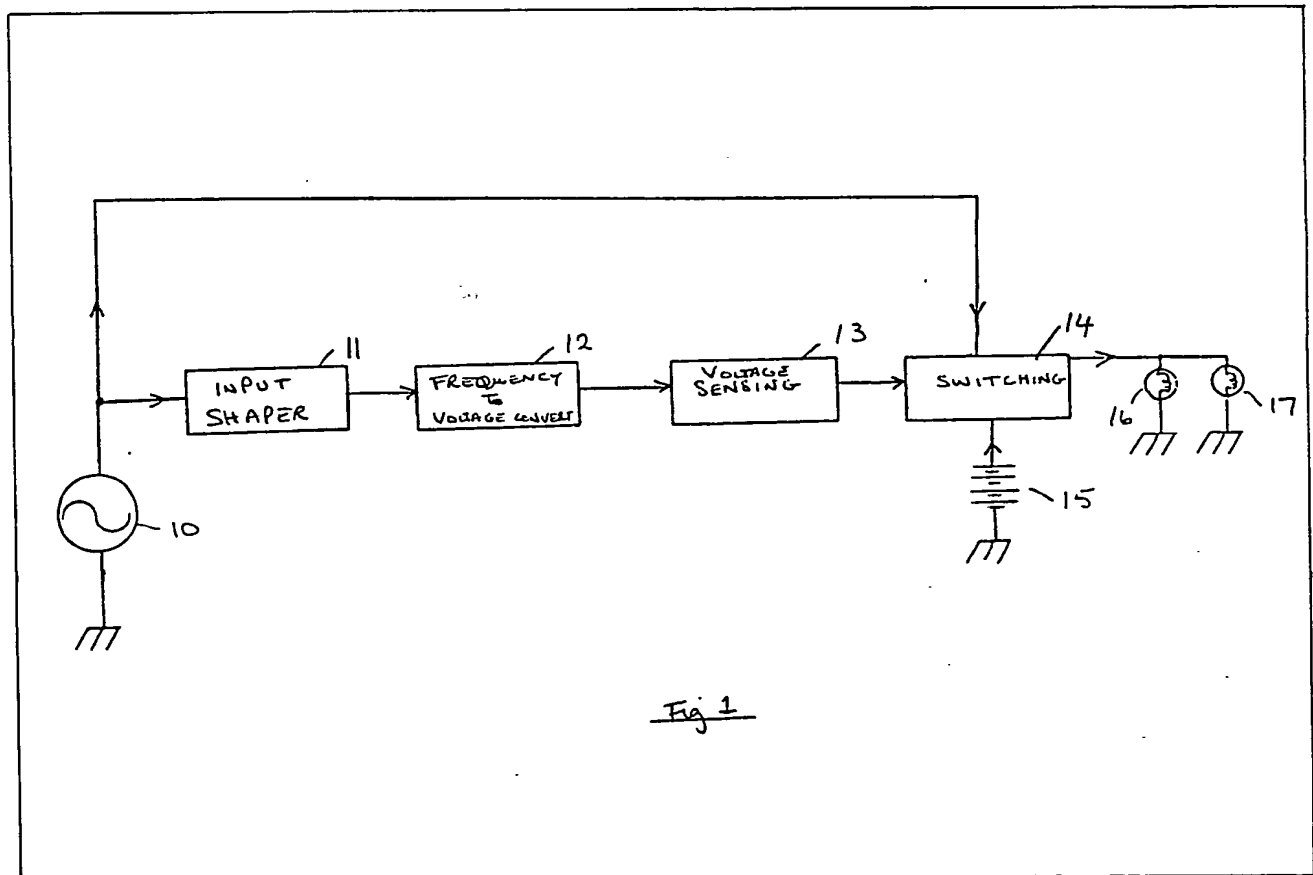 11
INPUT
SHAPER
12
FREQUENCY
TO
VOLTAGE CONVERT
13
VOLTAGE
SENSING
14
SWITCHING
16
17
15
10
Fig 1